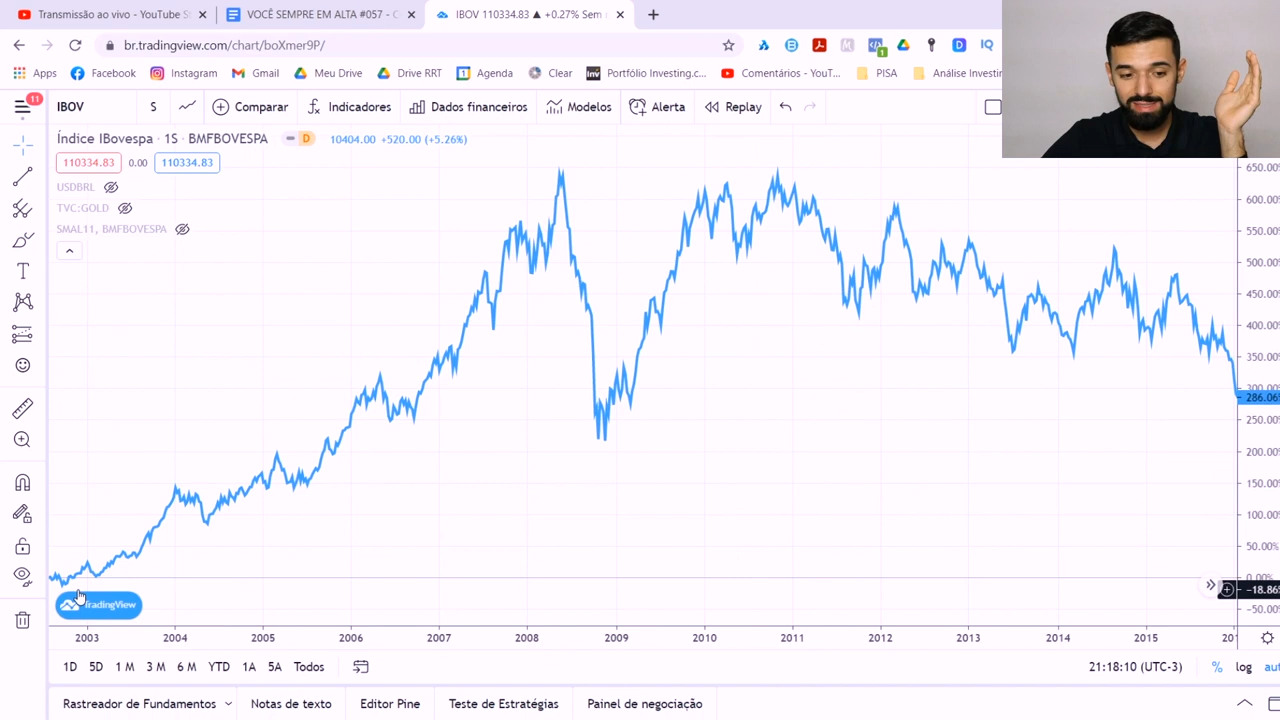 Transmissão ao vivo - YouTube S
VOCÊ SEMPRE EM ALTA #057 - C
IBOV 110334.83 ▲ +0.27% Sem
br.tradingview.com/chart/boXmer9P/
Apps
Facebook
Instagram
Gmail
Meu Drive
Drive RRT
Agenda
Clear
Portfólio Investing.c...
Comentários - YouT...
PISA
Análise Investin
11
IBOV
S
Comparar
Indicadores
Dados financeiros
Modelos
Alerta
Replay
Índice IBovespa · 1S · BMFBOVESPA
D
10404.00 +520.00 (+5.26%)
110334.83
0.00
110334.83
USDBRL
TVC:GOLD
SMAL11, BMFBOVESPA
650.00%
600.00%
550.00%
500.00%
450.00%
400.00%
350.00%
300.00%
286.06%
250.00%
200.00%
150.00%
100.00%
50.00%
0.00%
−18.86%
−50.00%
TradingView
2003 2004 2005 2006 2007 2008 2009 2010 2011 2012 2013 2014 2015 201
1D 5D 1 M 3 M 6 M YTD 1A 5A Todos
21:18:10 (UTC-3)
% log aut
Rastreador de Fundamentos
Notas de texto
Editor Pine
Teste de Estratégias
Painel de negociação